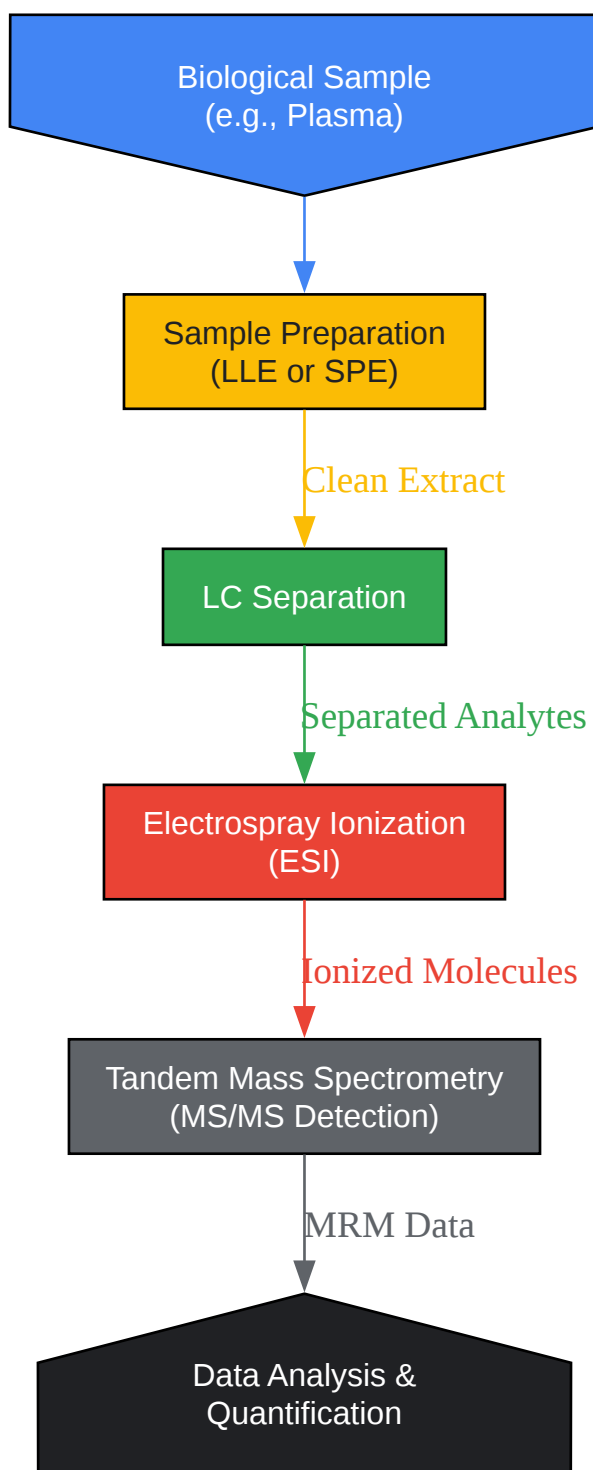 Biological Sample
(e.g., Plasma)
Sample Preparation
(LLE or SPE)
Clean Extract
LC Separation
Separated Analytes
Electrospray Ionization
(ESI)
Ionized Molecules
Tandem Mass Spectrometry
(MS/MS Detection)
MRM Data
Data Analysis &
Quantification